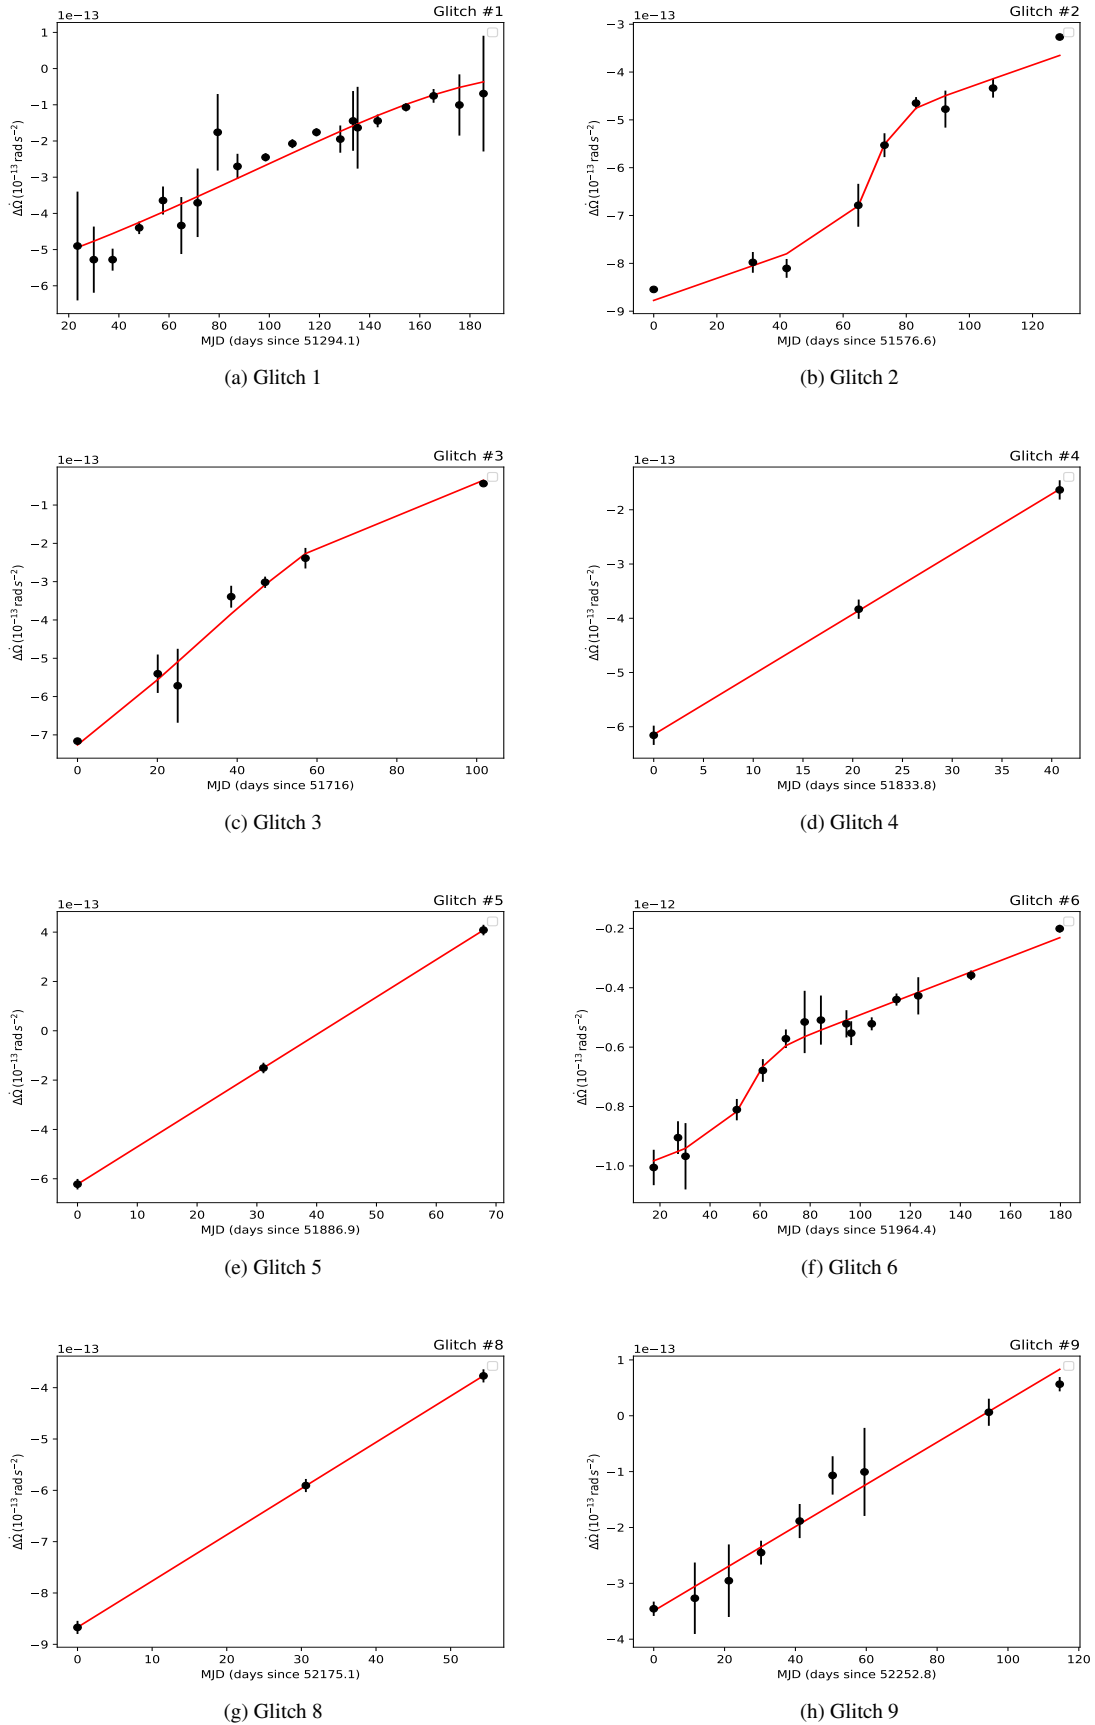 1e−13
Glitch #1
1
0
−1
−2
−3
−4
−5
−6
ΔΩ̇ (10⁻¹³ rad s⁻²)
20 40 60 80 100 120 140 160 180
MJD (days since 51294.1)
(a) Glitch 1
1e−13
Glitch #2
−3
−4
−5
−6
−7
−8
−9
ΔΩ̇ (10⁻¹³ rad s⁻²)
0 20 40 60 80 100 120
MJD (days since 51576.6)
(b) Glitch 2
1e−13
Glitch #3
−1
−2
−3
−4
−5
−6
−7
ΔΩ̇ (10⁻¹³ rad s⁻²)
0 20 40 60 80 100
MJD (days since 51716)
(c) Glitch 3
1e−13
Glitch #4
−2
−3
−4
−5
−6
ΔΩ̇ (10⁻¹³ rad s⁻²)
0 5 10 15 20 25 30 35 40
MJD (days since 51833.8)
(d) Glitch 4
1e−13
Glitch #5
4
2
0
−2
−4
−6
ΔΩ̇ (10⁻¹³ rad s⁻²)
0 10 20 30 40 50 60 70
MJD (days since 51886.9)
(e) Glitch 5
1e−12
Glitch #6
−0.2
−0.4
−0.6
−0.8
−1.0
ΔΩ̇ (10⁻¹³ rad s⁻²)
20 40 60 80 100 120 140 160 180
MJD (days since 51964.4)
(f) Glitch 6
1e−13
Glitch #8
−4
−5
−6
−7
−8
−9
ΔΩ̇ (10⁻¹³ rad s⁻²)
0 10 20 30 40 50
MJD (days since 52175.1)
(g) Glitch 8
1e−13
Glitch #9
1
0
−1
−2
−3
−4
ΔΩ̇ (10⁻¹³ rad s⁻²)
0 20 40 60 80 100 120
MJD (days since 52252.8)
(h) Glitch 9